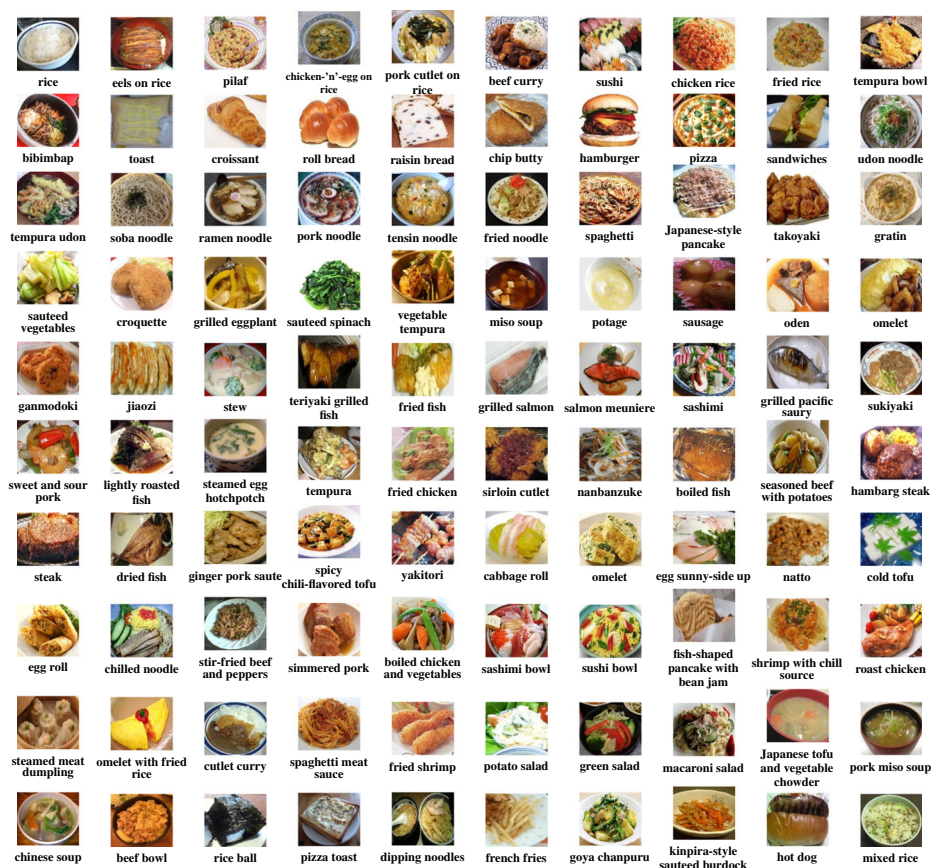 rice
eels on rice
pilaf
chicken-'n'-egg on
rice
pork cutlet on
rice
beef curry
sushi
chicken rice
fried rice
tempura bowl
bibimbap
toast
croissant
roll bread
raisin bread
chip butty
hamburger
pizza
sandwiches
udon noodle
tempura udon
soba noodle
ramen noodle
pork noodle
tensin noodle
fried noodle
spaghetti
Japanese-style
pancake
takoyaki
gratin
sauteed
vegetables
croquette
grilled eggplant
sauteed spinach
vegetable
tempura
miso soup
potage
sausage
oden
omelet
ganmodoki
jiaozi
stew
teriyaki grilled
fish
fried fish
grilled salmon
salmon meuniere
sashimi
grilled pacific
saury
sukiyaki
sweet and sour
pork
lightly roasted
fish
steamed egg
hotchpotch
tempura
fried chicken
sirloin cutlet
nanbanzuke
boiled fish
seasoned beef
with potatoes
hambarg steak
steak
dried fish
ginger pork saute
spicy
chili-flavored tofu
yakitori
cabbage roll
omelet
egg sunny-side up
natto
cold tofu
egg roll
chilled noodle
stir-fried beef
and peppers
simmered pork
boiled chicken
and vegetables
sashimi bowl
sushi bowl
fish-shaped
pancake with
bean jam
shrimp with chill
source
roast chicken
steamed meat
dumpling
omelet with fried
rice
cutlet curry
spaghetti meat
sauce
fried shrimp
potato salad
green salad
macaroni salad
Japanese tofu
and vegetable
chowder
pork miso soup
chinese soup
beef bowl
rice ball
pizza toast
dipping noodles
french fries
goya chanpuru
kinpira-style
sauteed burdock
hot dog
mixed rice